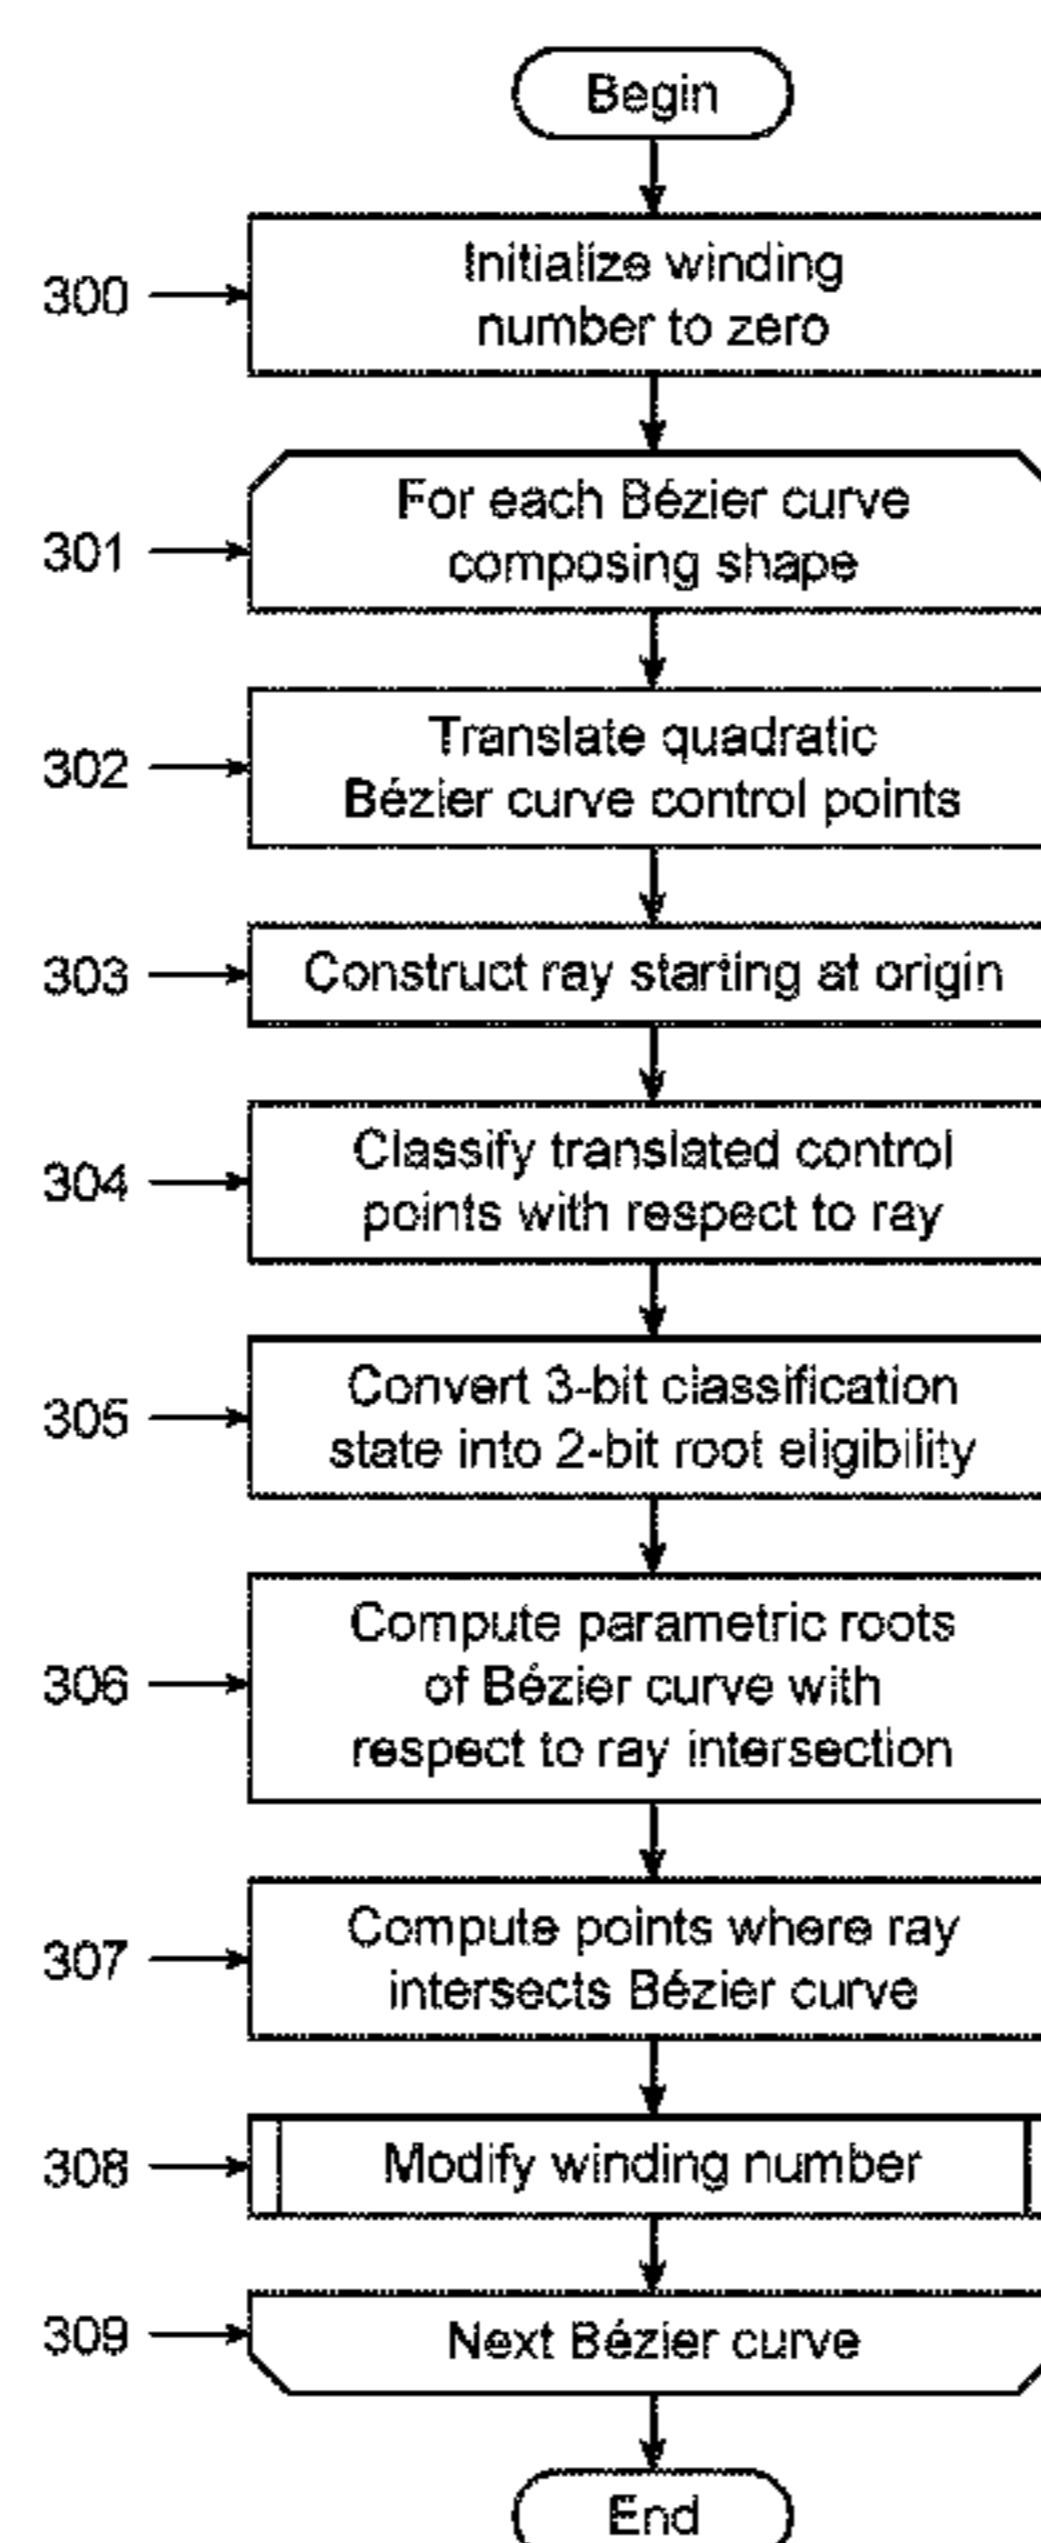 Begin
300
Initialize winding
number to zero
301
For each Bézier curve
composing shape
302
Translate quadratic
Bézier curve control points
303
Construct ray starting at origin
304
Classify translated control
points with respect to ray
305
Convert 3-bit classification
state into 2-bit root eligibility
306
Compute parametric roots
of Bézier curve with
respect to ray intersection
307
Compute points where ray
intersects Bézier curve
308
Modify winding number
309
Next Bézier curve
End